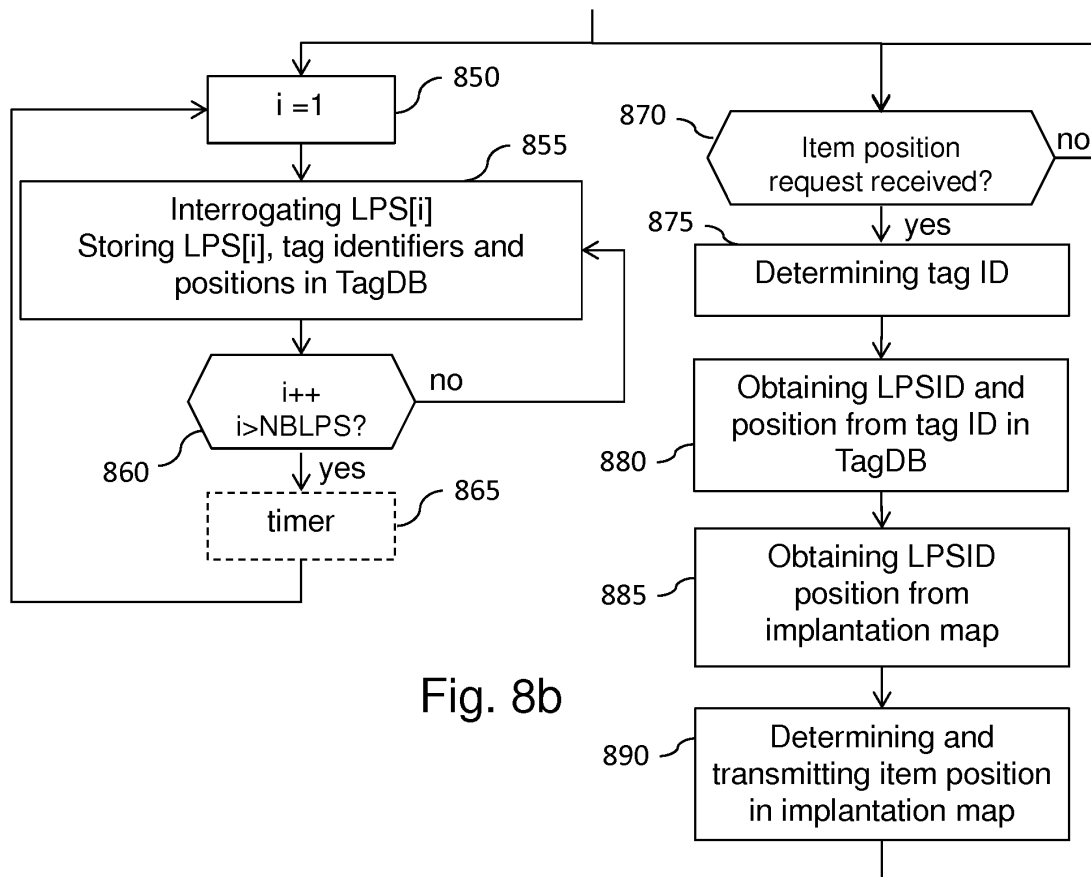 850
i =1
855
Interrogating LPS[i]
Storing LPS[i], tag identifiers and
positions in TagDB
i++
i>NBLPS?
no
860
yes
timer
865
870
Item position
request received?
no
yes
875
Determining tag ID
Obtaining LPSID and
position from tag ID in
TagDB
880
Obtaining LPSID
position from
implantation map
885
Determining and
transmitting item position
in implantation map
890
Fig. 8b